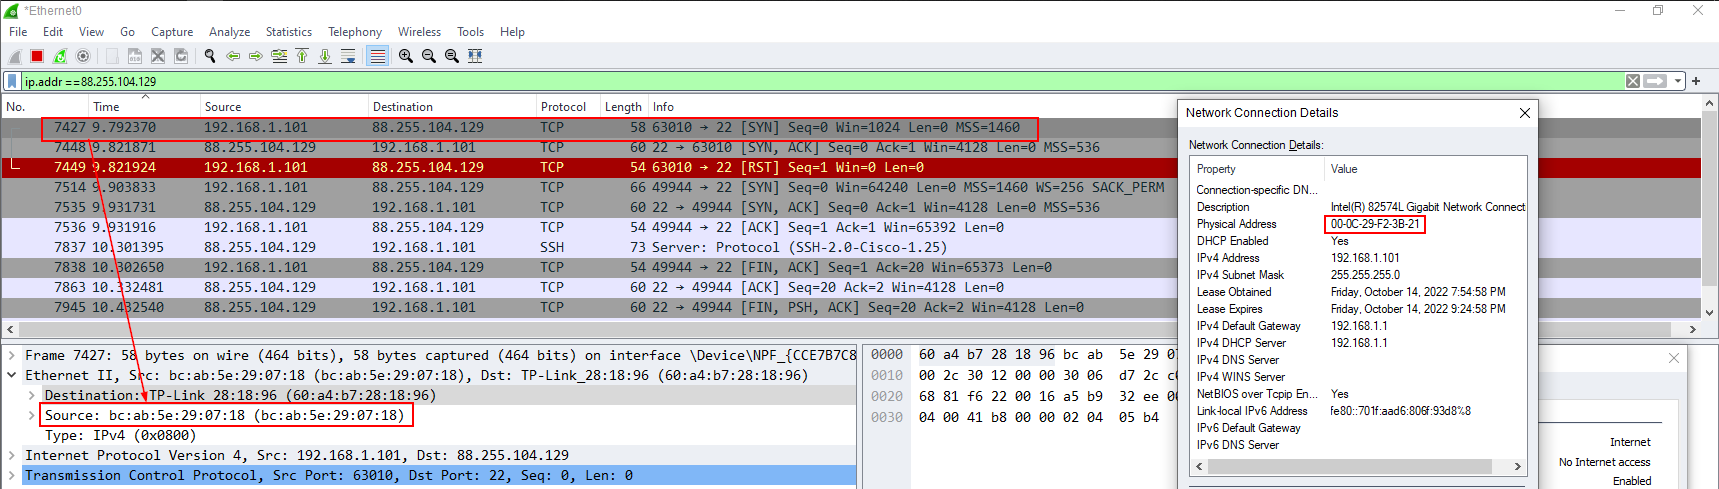 *Ethernet0
File Edit View Go Capture Analyze Statistics Telephony Wireless Tools Help
ip.addr ==88.255.104.129
No. Time Source Destination Protocol Length Info
7427 9.792370 192.168.1.101 88.255.104.129 TCP 58 63010 → 22 [SYN] Seq=0 Win=1024 Len=0 MSS=1460
7448 9.821871 88.255.104.129 192.168.1.101 TCP 60 22 → 63010 [SYN, ACK] Seq=0 Ack=1 Win=4128 Len=0 MSS=536
7449 9.821924 192.168.1.101 88.255.104.129 TCP 54 63010 → 22 [RST] Seq=1 Win=0 Len=0
7514 9.903833 192.168.1.101 88.255.104.129 TCP 66 49944 → 22 [SYN] Seq=0 Win=64240 Len=0 MSS=1460 WS=256 SACK_PERM
7535 9.931731 88.255.104.129 192.168.1.101 TCP 60 22 → 49944 [SYN, ACK] Seq=0 Ack=1 Win=4128 Len=0 MSS=536
7536 9.931916 192.168.1.101 88.255.104.129 TCP 54 49944 → 22 [ACK] Seq=1 Ack=1 Win=65392 Len=0
7837 10.301395 88.255.104.129 192.168.1.101 SSH 73 Server: Protocol (SSH-2.0-Cisco-1.25)
7838 10.302650 192.168.1.101 88.255.104.129 TCP 54 49944 → 22 [FIN, ACK] Seq=1 Ack=20 Win=65373 Len=0
7863 10.332481 88.255.104.129 192.168.1.101 TCP 60 22 → 49944 [ACK] Seq=20 Ack=2 Win=4128 Len=0
7945 10.432540 88.255.104.129 192.168.1.101 TCP 60 22 → 49944 [FIN, PSH, ACK] Seq=20 Ack=2 Win=4128 Len=0
Frame 7427: 58 bytes on wire (464 bits), 58 bytes captured (464 bits) on interface \Device\NPF_{CCE7B7C8
Ethernet II, Src: bc:ab:5e:29:07:18 (bc:ab:5e:29:07:18), Dst: TP-Link_28:18:96 (60:a4:b7:28:18:96)
Destination: TP-Link_28:18:96 (60:a4:b7:28:18:96)
Source: bc:ab:5e:29:07:18 (bc:ab:5e:29:07:18)
Type: IPv4 (0x0800)
Internet Protocol Version 4, Src: 192.168.1.101, Dst: 88.255.104.129
Transmission Control Protocol, Src Port: 63010, Dst Port: 22, Seq: 0, Len: 0
0000 60 a4 b7 28 18 96 bc ab 5e 29 07
0010 00 2c 30 12 00 00 30 06 d7 2c c0
0020 68 81 f6 22 00 16 a5 b9 32 ee 00
0030 04 00 41 b8 00 00 02 04 05 b4
Network Connection Details
Network Connection Details:
Property Value
Connection-specific DN...
Description Intel(R) 82574L Gigabit Network Connect
Physical Address 00-0C-29-F2-3B-21
DHCP Enabled Yes
IPv4 Address 192.168.1.101
IPv4 Subnet Mask 255.255.255.0
Lease Obtained Friday, October 14, 2022 7:54:58 PM
Lease Expires Friday, October 14, 2022 9:24:58 PM
IPv4 Default Gateway 192.168.1.1
IPv4 DHCP Server 192.168.1.1
IPv4 DNS Server
IPv4 WINS Server
NetBIOS over Tcpip En... Yes
Link-local IPv6 Address fe80::701f:aad6:806f:93d8%8
IPv6 Default Gateway
IPv6 DNS Server
Internet
No Internet access
Enabled